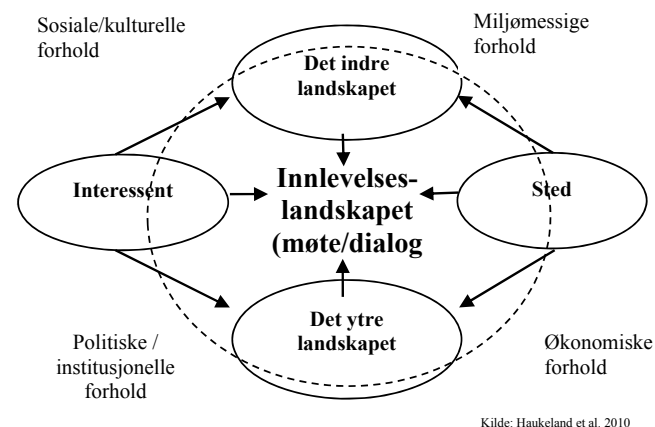 Sosiale/kulturelle
forhold
Miljømessige
forhold
Det indre
landskapet
Interessent
Innlevelses-
landskapet
(møte/dialog
Sted
Det ytre
landskapet
Politiske /
institusjonelle
forhold
Økonomiske
forhold
Kilde: Haukeland et al. 2010